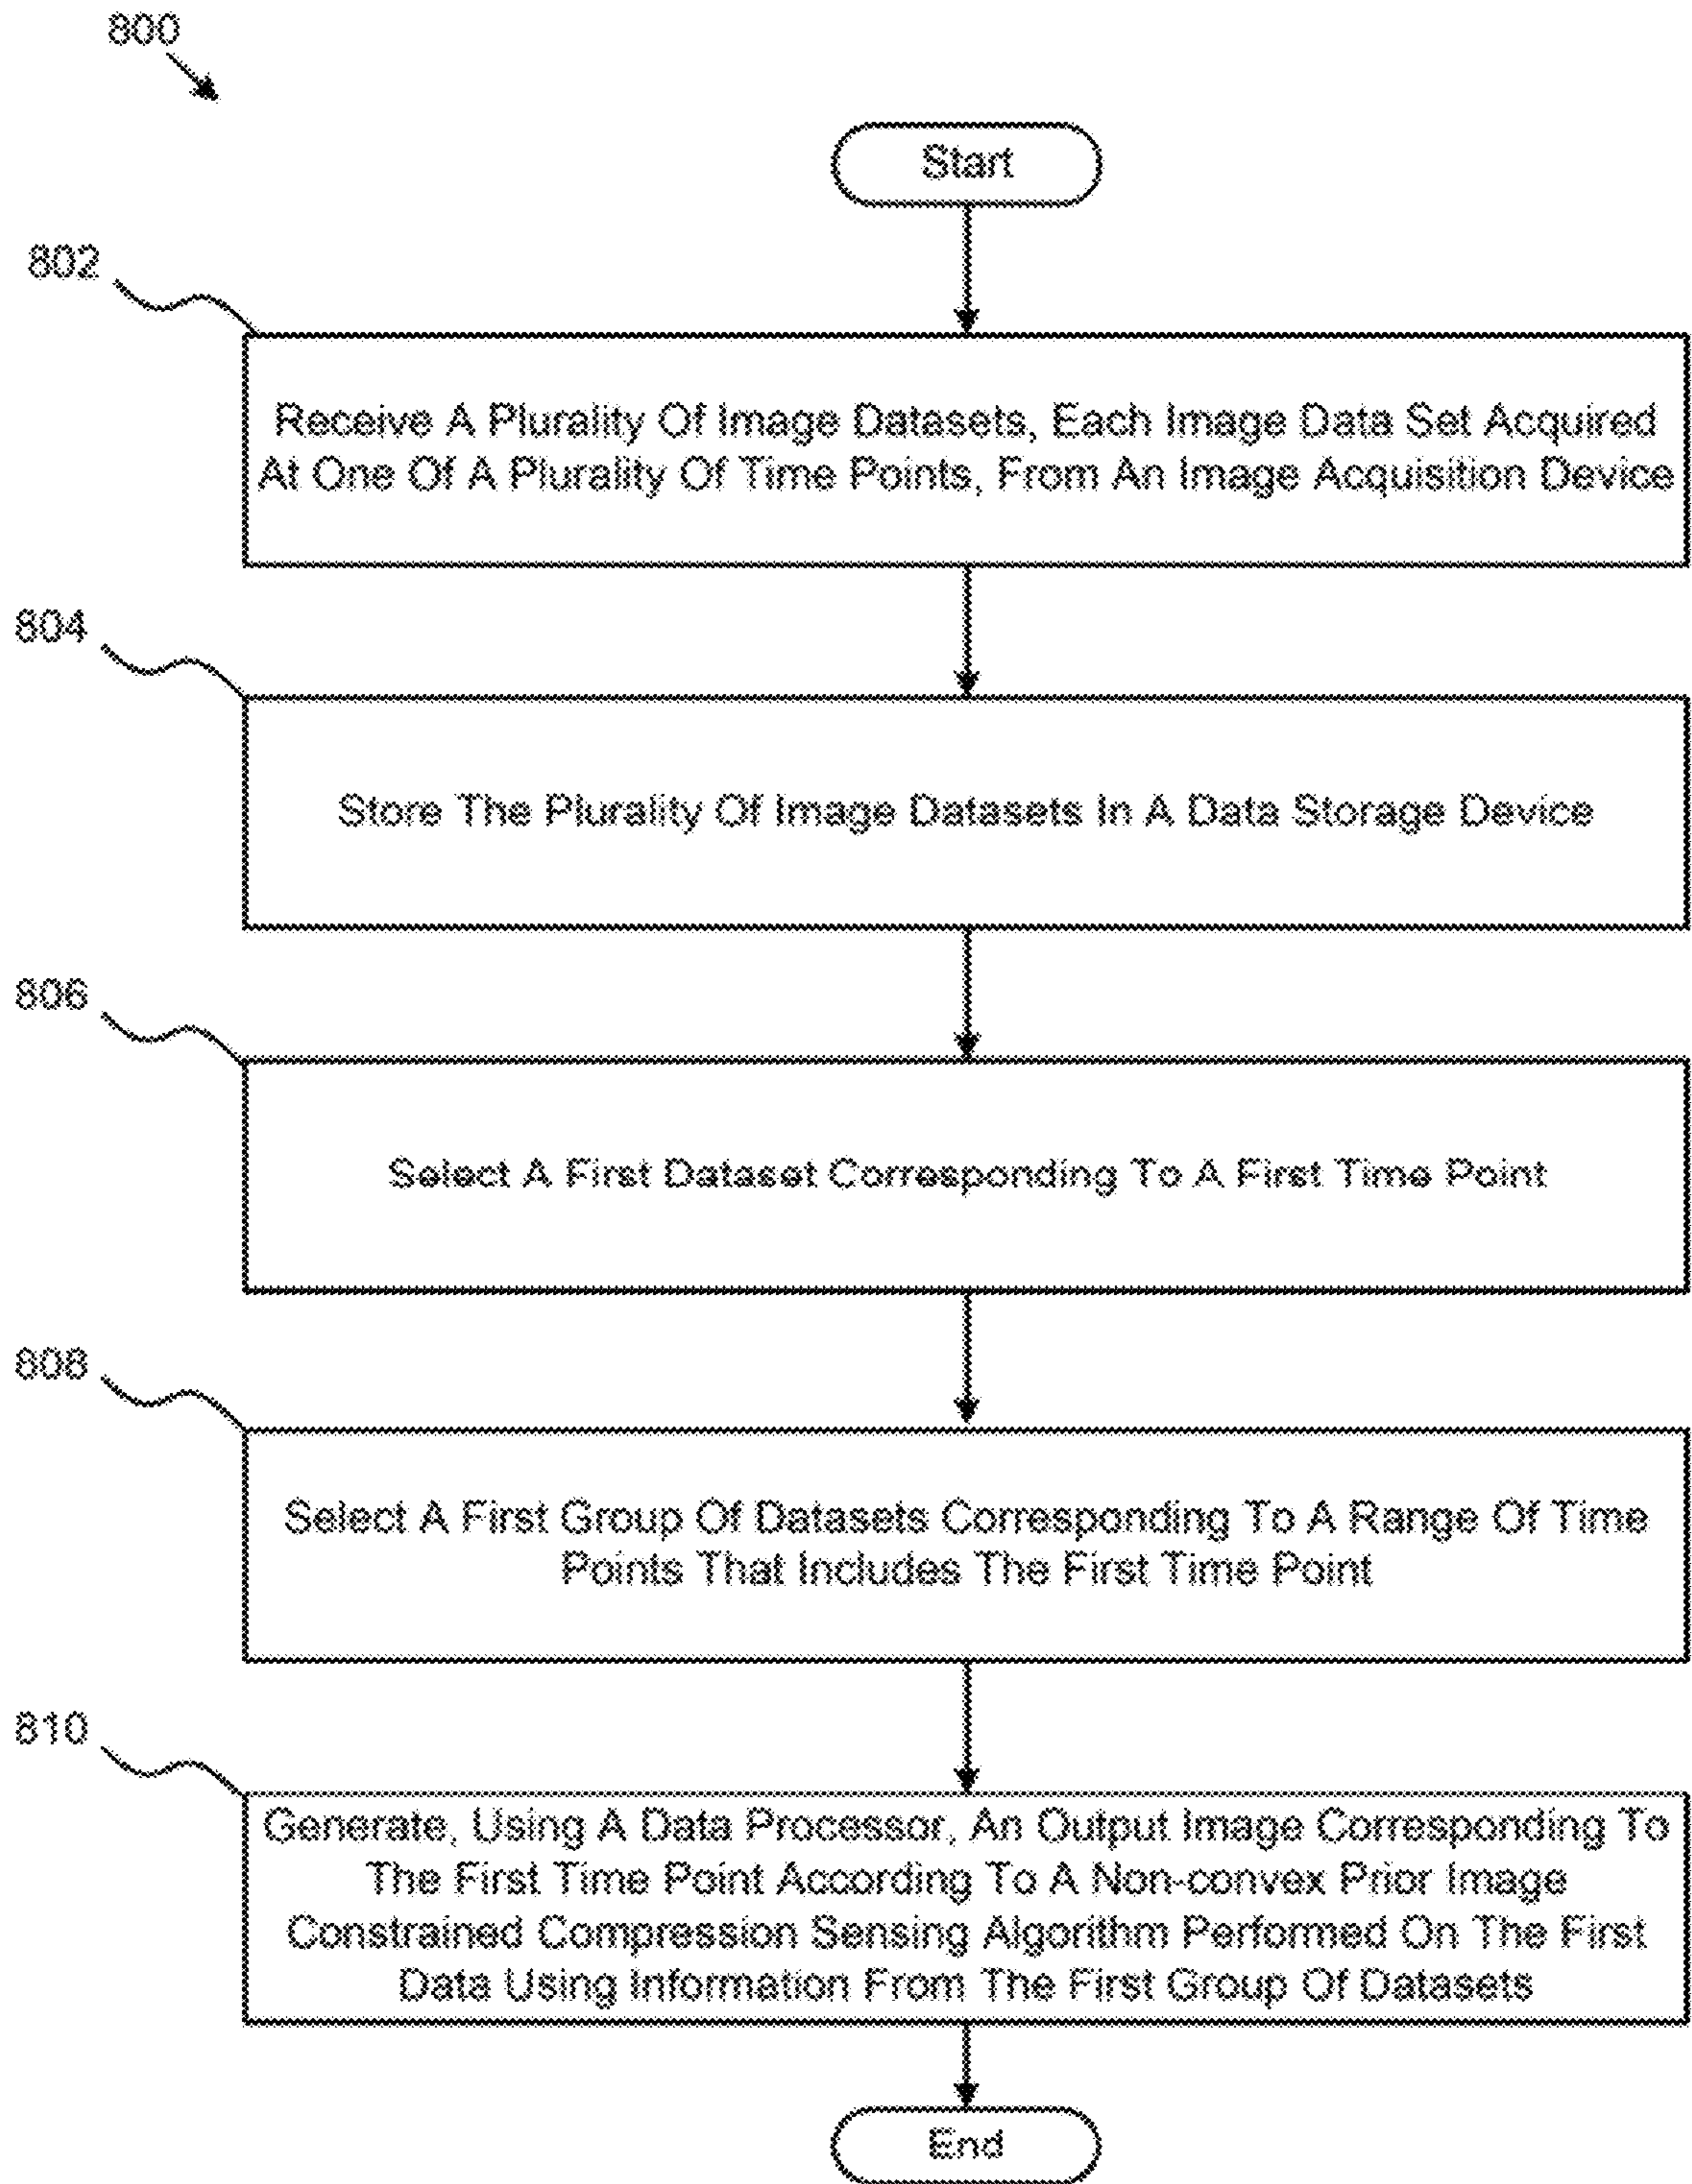 800
Start
802
Receive A Plurality Of Image Datasets, Each Image Data Set Acquired
At One Of A Plurality Of Time Points, From An Image Acquisition Device
804
Store The Plurality Of Image Datasets In A Data Storage Device
806
Select A First Dataset Corresponding To A First Time Point
808
Select A First Group Of Datasets Corresponding To A Range Of Time
Points That Includes The First Time Point
810
Generate, Using A Data Processor, An Output Image Corresponding To
The First Time Point According To A Non-convex Prior Image
Constrained Compression Sensing Algorithm Performed On The First
Data Using Information From The First Group Of Datasets
End